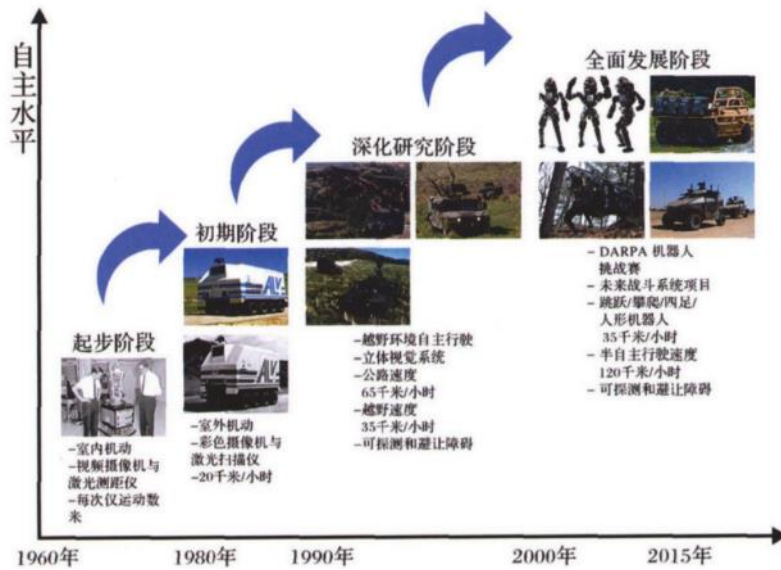 自主水平
全面发展阶段
深化研究阶段
初期阶段
起步阶段
ALV
ALV
-室内机动
-视频摄像机与
激光测距仪
-每次仅运动数
米
-室外机动
-彩色摄像机与
激光扫描仪
-20千米/小时
-越野环境自主行驶
-立体视觉系统
-公路速度
65千米/小时
-越野速度
35千米/小时
-可探测和避让障碍
- DARPA 机器人
挑战赛
- 未来战斗系统项目
- 跳跃/攀爬/四足/
人形机器人
35千米/小时
- 半自主行驶速度
120千米/小时
- 可探测和避让障碍
1960年
1980年
1990年
2000年
2015年